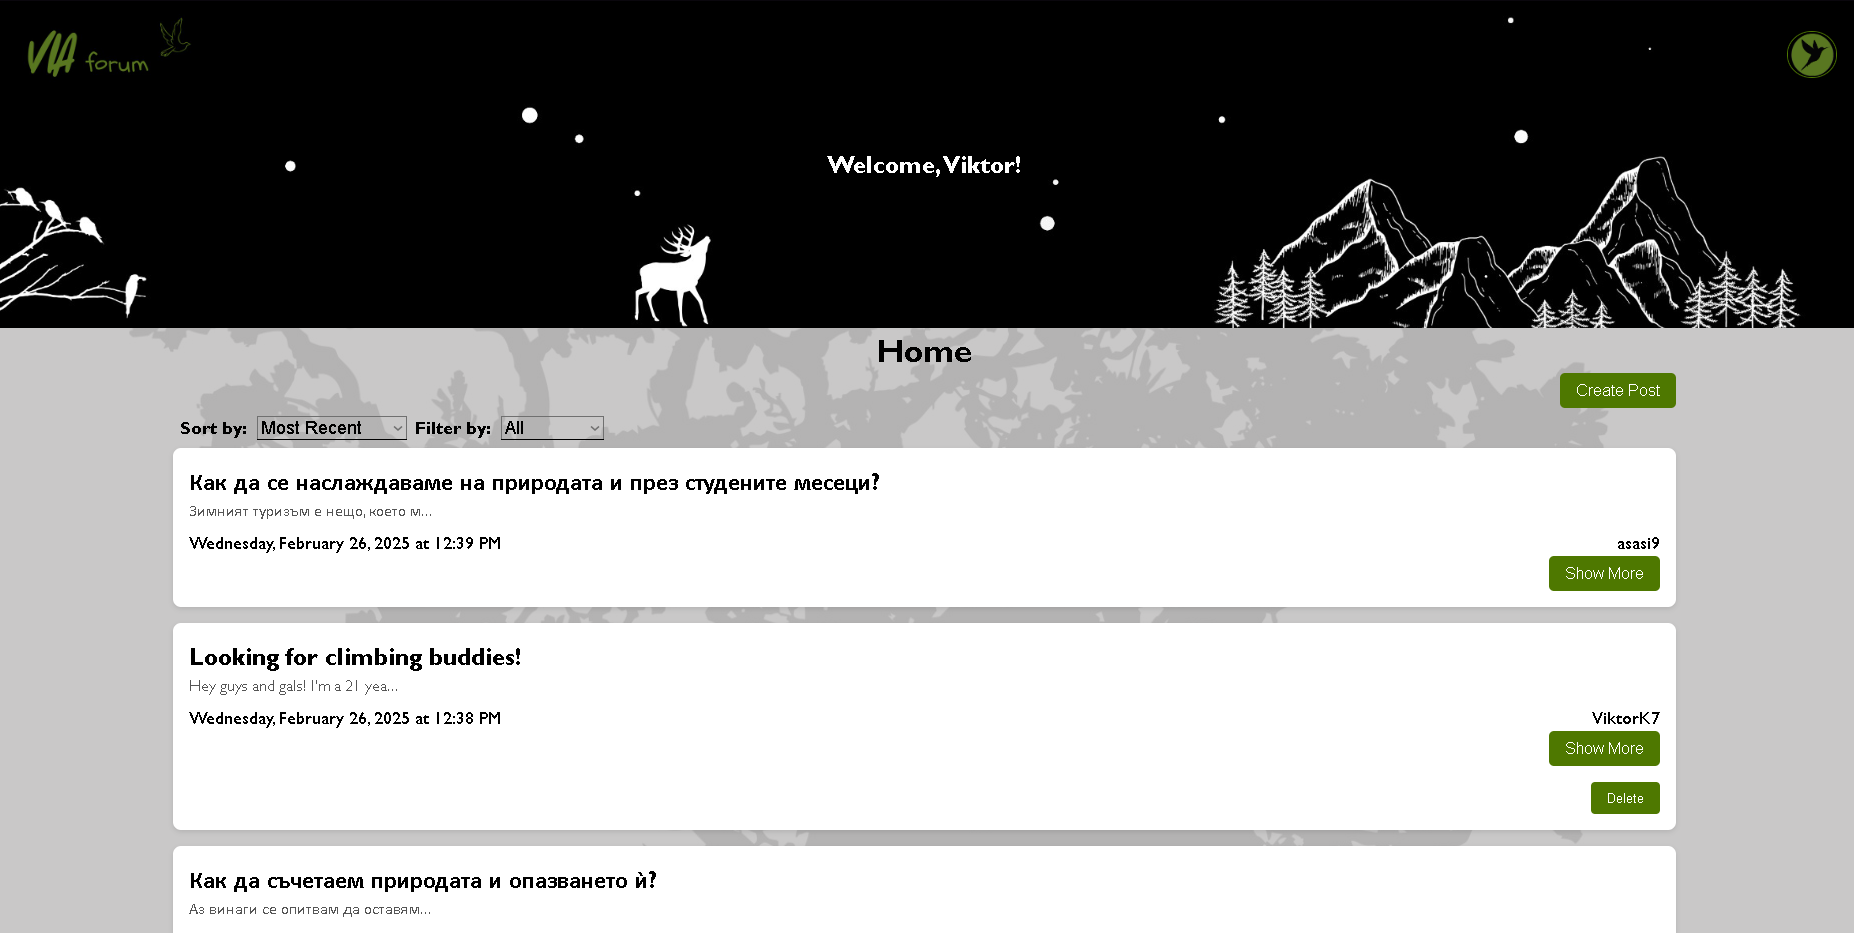 VIA forum
Welcome, Viktor!
Home
Create Post
Sort by: Most Recent Filter by: All
Как да се наслаждаваме на природата и през студените месеци?
Зимният туризъм е нещо, което м...
Wednesday, February 26, 2025 at 12:39 PM
asasi9
Show More
Looking for climbing buddies!
Hey guys and gals! I'm a 21 yea...
Wednesday, February 26, 2025 at 12:38 PM
ViktorK7
Show More
Delete
Как да съчетаем природата и опазването ѝ?
Аз винаги се опитвам да оставям...